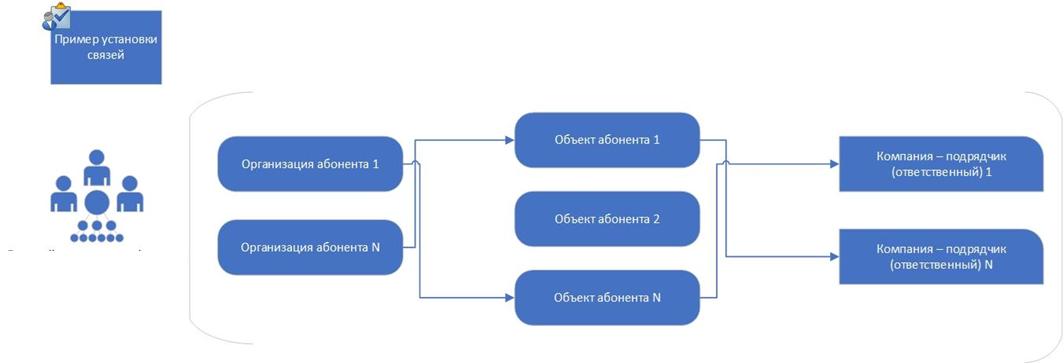 Пример установки
связей
Организация абонента 1
Организация абонента N
Объект абонента 1
Объект абонента 2
Объект абонента N
Компания – подрядчик
(ответственный) 1
Компания – подрядчик
(ответственный) N